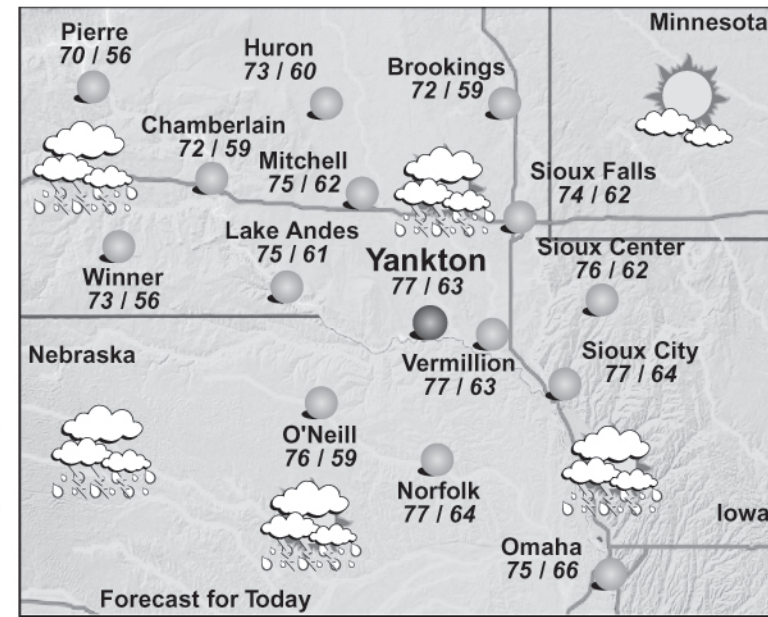 Minnesota
Pierre
70 / 56
Huron
73 / 60
Brookings
72 / 59
Chamberlain
72 / 59
Mitchell
75 / 62
Sioux Falls
74 / 62
Lake Andes
75 / 61
Yankton
77 / 63
Sioux Center
76 / 62
Winner
73 / 56
Nebraska
Vermillion
77 / 63
Sioux City
77 / 64
O'Neill
76 / 59
Norfolk
77 / 64
Iowa
Omaha
75 / 66
Forecast for Today